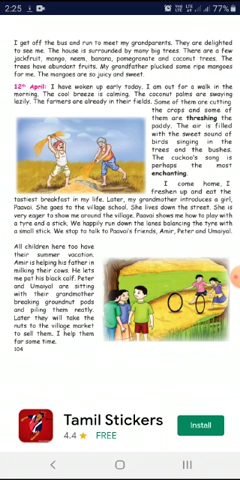 2:25
77%
I get off the bus and run to meet my grandparents. They are delighted
to see me. The house is surrounded by many big trees. There are a few
jackfruit, mango, neem, banana, pomegranate and coconut trees. The
trees have abundant fruits. My grandfather plucked some ripe mangoes
for me. The mangoes are so juicy and sweet.
12th April: I have woken up early today, I am out for a walk in the
morning. The cool breeze is calming. The coconut palms are swaying
lazily. The farmers are already in their fields. Some of them are cutting
the crops and some of
them are threshing the
paddy. The air is filled
with the sweet sound of
birds singing in the
trees and the bushes.
The cuckoo's song is
perhaps the most
enchanting.
I come home, I
freshen up and eat the
tastiest breakfast in my life. Later, my grandmother introduces a girl,
Paavai. She goes to the village school. She lives down the street. She is
very eager to show me around the village. Paavai shows me how to play with
a tyre and a stick. We happily run down the lanes balancing the tyre with
a small stick. We stop to talk to Paavai's friends, Amir, Peter and Umaiyal.
All children here too have
their summer vacation.
Amir is helping his father in
milking their cows. He lets
me pat his black calf. Peter
and Umaiyal are sitting
with their grandmother
breaking groundnut pods
and piling them neatly.
Later they will take the
nuts to the village market
to sell them. I help them
for some time.
104
Tamil Stickers
4.4 ★ FREE
Install